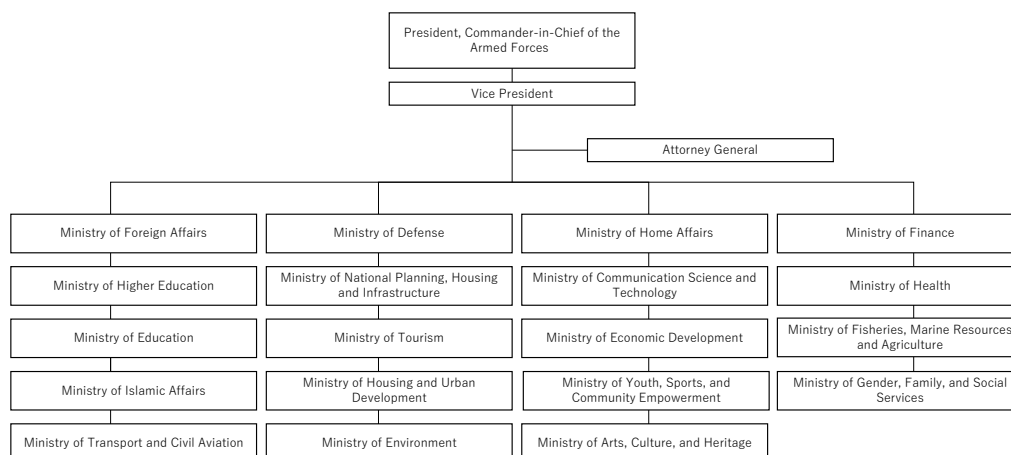 President, Commander-in-Chief of the
Armed Forces
Vice President
Attorney General
Ministry of Foreign Affairs
Ministry of Defense
Ministry of Home Affairs
Ministry of Finance
Ministry of Higher Education
Ministry of National Planning, Housing
and Infrastructure
Ministry of Communication Science and
Technology
Ministry of Health
Ministry of Education
Ministry of Tourism
Ministry of Economic Development
Ministry of Fisheries, Marine Resources
and Agriculture
Ministry of Islamic Affairs
Ministry of Housing and Urban
Development
Ministry of Youth, Sports, and
Community Empowerment
Ministry of Gender, Family, and Social
Services
Ministry of Transport and Civil Aviation
Ministry of Environment
Ministry of Arts, Culture, and Heritage